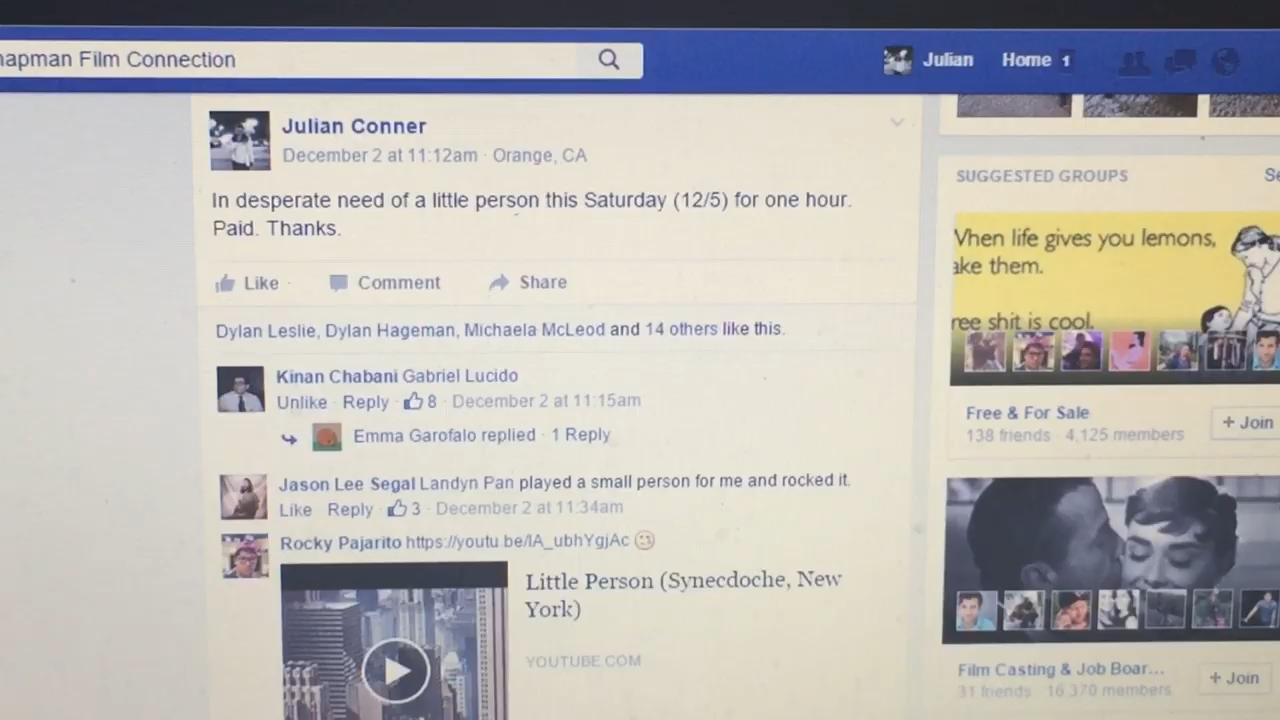 hapman Film Connection
Julian
Home 1
Julian Conner
December 2 at 11:12am · Orange, CA
In desperate need of a little person this Saturday (12/5) for one hour.
Paid. Thanks.
Like · Comment Share
Dylan Leslie, Dylan Hageman, Michaela McLeod and 14 others like this.
Kinan Chabani Gabriel Lucido
Unlike · Reply · 8 · December 2 at 11:15am
Emma Garofalo replied · 1 Reply
Jason Lee Segal Landyn Pan played a small person for me and rocked it.
Like · Reply · 3 · December 2 at 11:34am
Rocky Pajarito https://youtu.be/IA_ubhYgjAc
Little Person (Synecdoche, New
York)
YOUTUBE.COM
SUGGESTED GROUPS
Se
When life gives you lemons,
ake them.
ree shit is cool.
Free & For Sale
138 friends · 4,125 members
+ Join
Film Casting & Job Boar...
31 friends · 16,370 members
+ Join